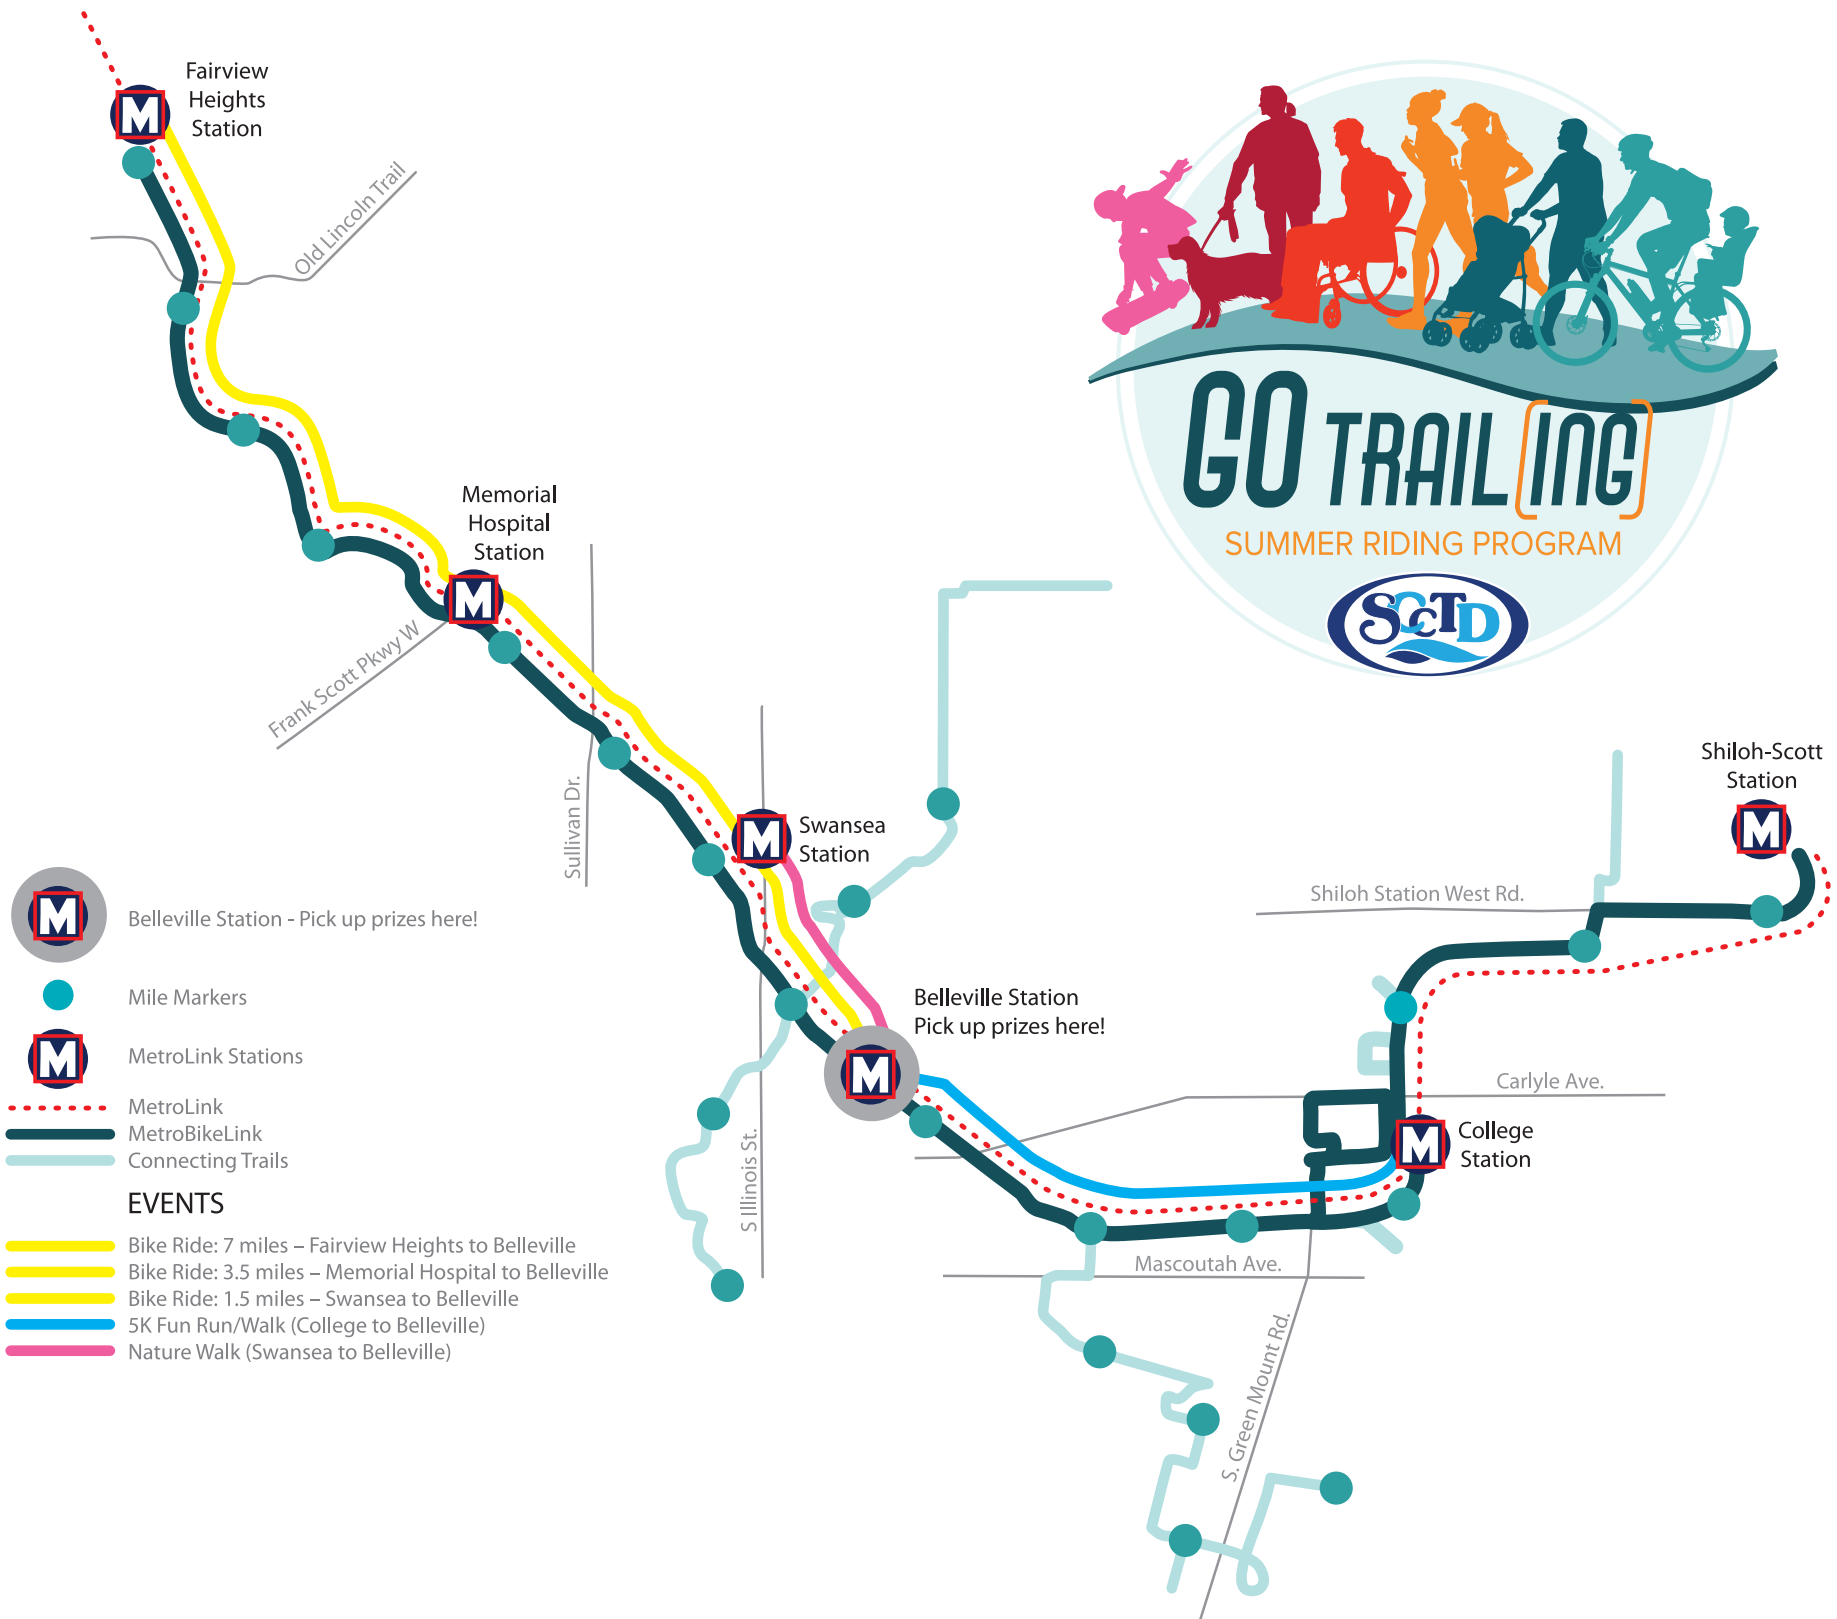 Fairview
Heights
Station
Old Lincoln Trail
Memorial
Hospital
Station
Frank Scott Pkwy W
Sullivan Dr.
Swansea
Station
GO TRAIL[ING]
SUMMER RIDING PROGRAM
SCCTD
Shiloh-Scott
Station
Shiloh Station West Rd.
Belleville Station
Pick up prizes here!
Carlyle Ave.
College
Station
S Illinois St.
Mascoutah Ave.
S. Green Mount Rd.
M Belleville Station - Pick up prizes here!
Mile Markers
M MetroLink Stations
MetroLink
MetroBikeLink
Connecting Trails
EVENTS
Bike Ride: 7 miles – Fairview Heights to Belleville
Bike Ride: 3.5 miles – Memorial Hospital to Belleville
Bike Ride: 1.5 miles – Swansea to Belleville
5K Fun Run/Walk (College to Belleville)
Nature Walk (Swansea to Belleville)
M
M
M
M
M
M